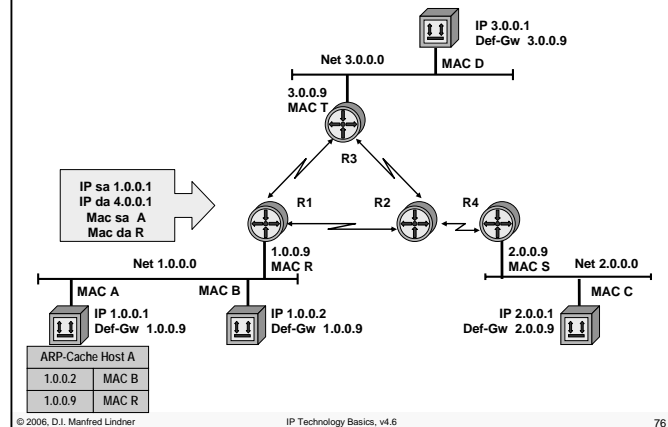 IP 3.0.0.1
Def-Gw 3.0.0.9
Net 3.0.0.0
MAC D
3.0.0.9
MAC T
R3
IP sa 1.0.0.1
IP da 4.0.0.1
Mac sa A
Mac da R
R1
R2
R4
1.0.0.9
MAC R
2.0.0.9
MAC S
Net 1.0.0.0
Net 2.0.0.0
MAC A
MAC B
MAC C
IP 1.0.0.1
Def-Gw 1.0.0.9
IP 1.0.0.2
Def-Gw 1.0.0.9
IP 2.0.0.1
Def-Gw 2.0.0.9
ARP-Cache Host A
1.0.0.2 MAC B
1.0.0.9 MAC R
© 2006, D.I. Manfred Lindner IP Technology Basics, v4.6 76